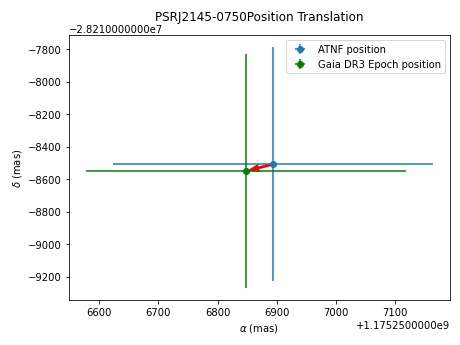 PSRJ2145-0750Position Translation
−2.8210000000e7
ATNF position
Gaia DR3 Epoch position
−7800
−8000
−8200
−8400
−8600
−8800
−9000
−9200
δ (mas)
6600 6700 6800 6900 7000 7100
α (mas)
+1.1752500000e9